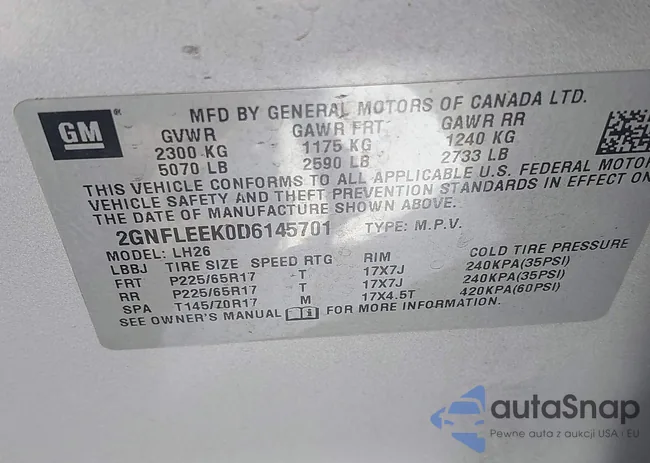 GM
MFD BY GENERAL MOTORS OF CANADA LTD.
GVWR GAWR FRT GAWR RR
2300 KG 1175 KG 1240 KG
5070 LB 2590 LB 2733 LB
THIS VEHICLE CONFORMS TO ALL APPLICABLE U.S. FEDERAL MOTOR
VEHICLE SAFETY AND THEFT PREVENTION STANDARDS IN EFFECT ON
THE DATE OF MANUFACTURE SHOWN ABOVE.
2GNFLEEK0D6145701 TYPE: M.P.V.
MODEL: LH26
LBBJ TIRE SIZE SPEED RTG RIM COLD TIRE PRESSURE
FRT P225/65R17 T 17X7J 240KPA(35PSI)
RR P225/65R17 T 17X7J 240KPA(35PSI)
SPA T145/70R17 M 17X4.5T 420KPA(60PSI)
SEE OWNER'S MANUAL FOR MORE INFORMATION.
autaSnap
Pewne auta z aukcji USA i EU